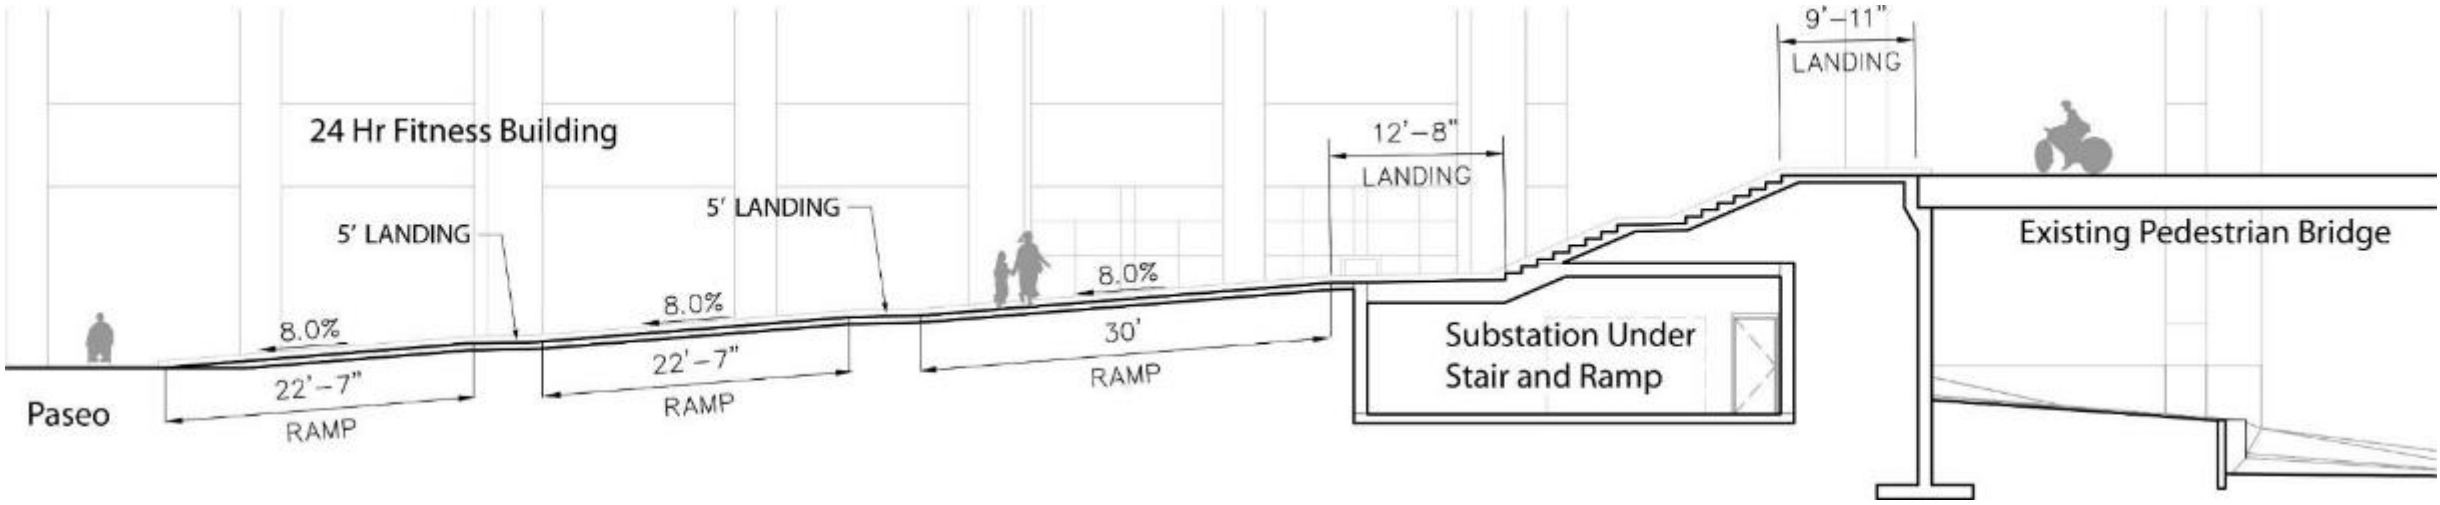 9'-11"
LANDING
24 Hr Fitness Building
12'-8"
LANDING
5' LANDING
5' LANDING
Existing Pedestrian Bridge
8.0%
8.0%
8.0%
Substation Under
Stair and Ramp
30'
RAMP
22'-7"
RAMP
22'-7"
RAMP
Paseo